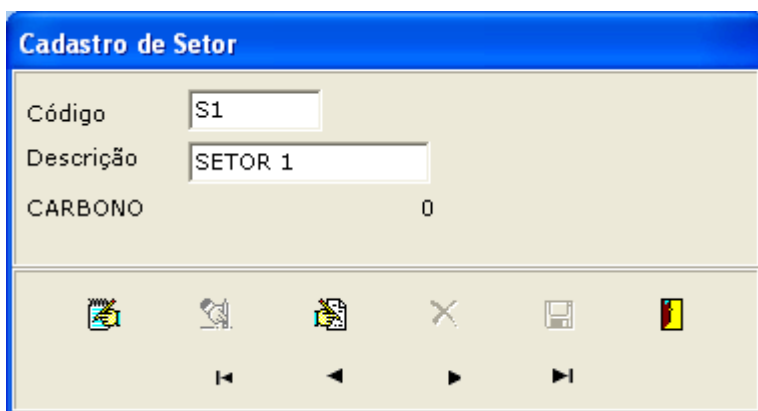 Cadastro de Setor
Código S1
Descrição SETOR 1
CARBONO 0